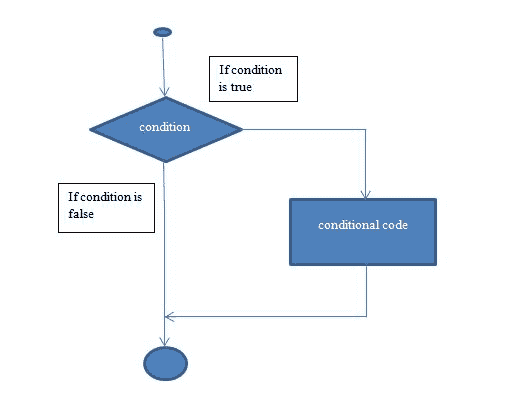 If condition
is true
condition
If condition is
false
conditional code